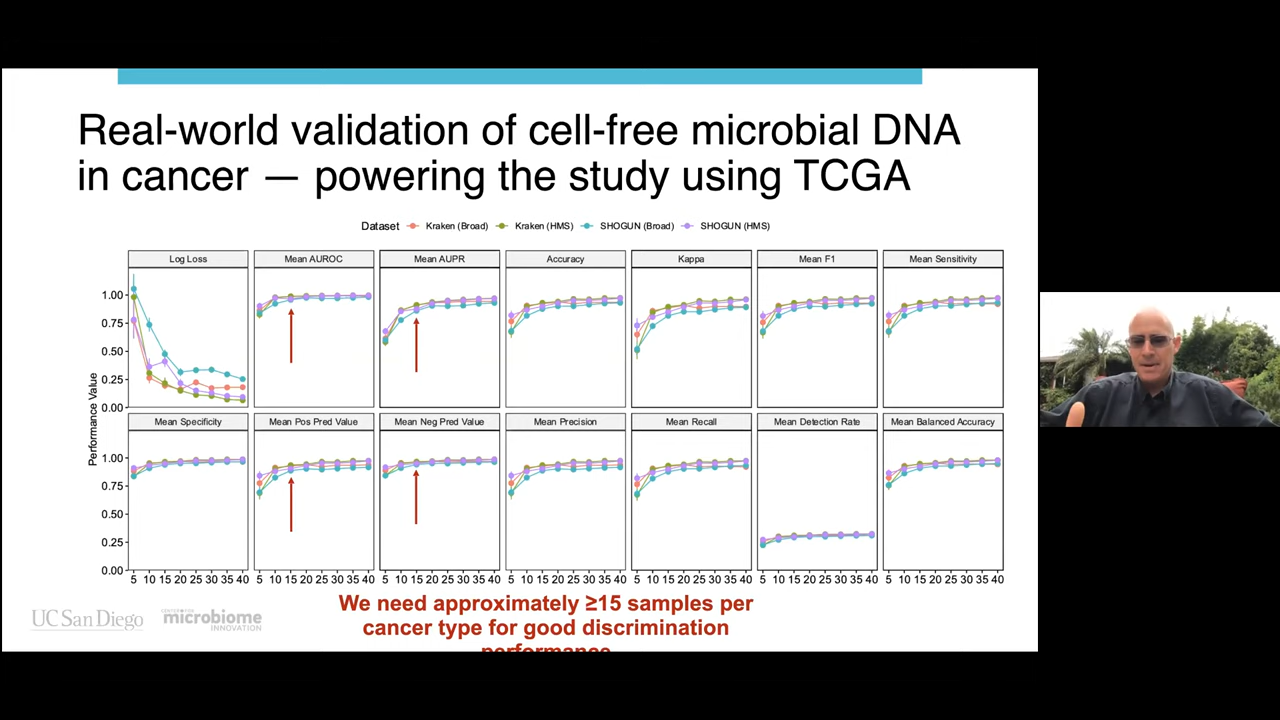 Real-world validation of cell-free microbial DNA
in cancer — powering the study using TCGA
Dataset Kraken (Broad) Kraken (HMS) SHOGUN (Broad) SHOGUN (HMS)
Log Loss Mean AUROC Mean AUPR Accuracy Kappa Mean F1 Mean Sensitivity
1.00
0.75
0.50
0.25
0.00
Performance Value
Mean Specificity Mean Pos Pred Value Mean Neg Pred Value Mean Precision Mean Recall Mean Detection Rate Mean Balanced Accuracy
1.00
0.75
0.50
0.25
0.00
5 10 15 20 25 30 35 40 5 10 15 20 25 30 35 40 5 10 15 20 25 30 35 40 5 10 15 20 25 30 35 40 5 10 15 20 25 30 35 40 5 10 15 20 25 30 35 40 5 10 15 20 25 30 35 40
We need approximately ≥15 samples per
cancer type for good discrimination
performance
UC San Diego
CENTER FOR
microbiome
INNOVATION